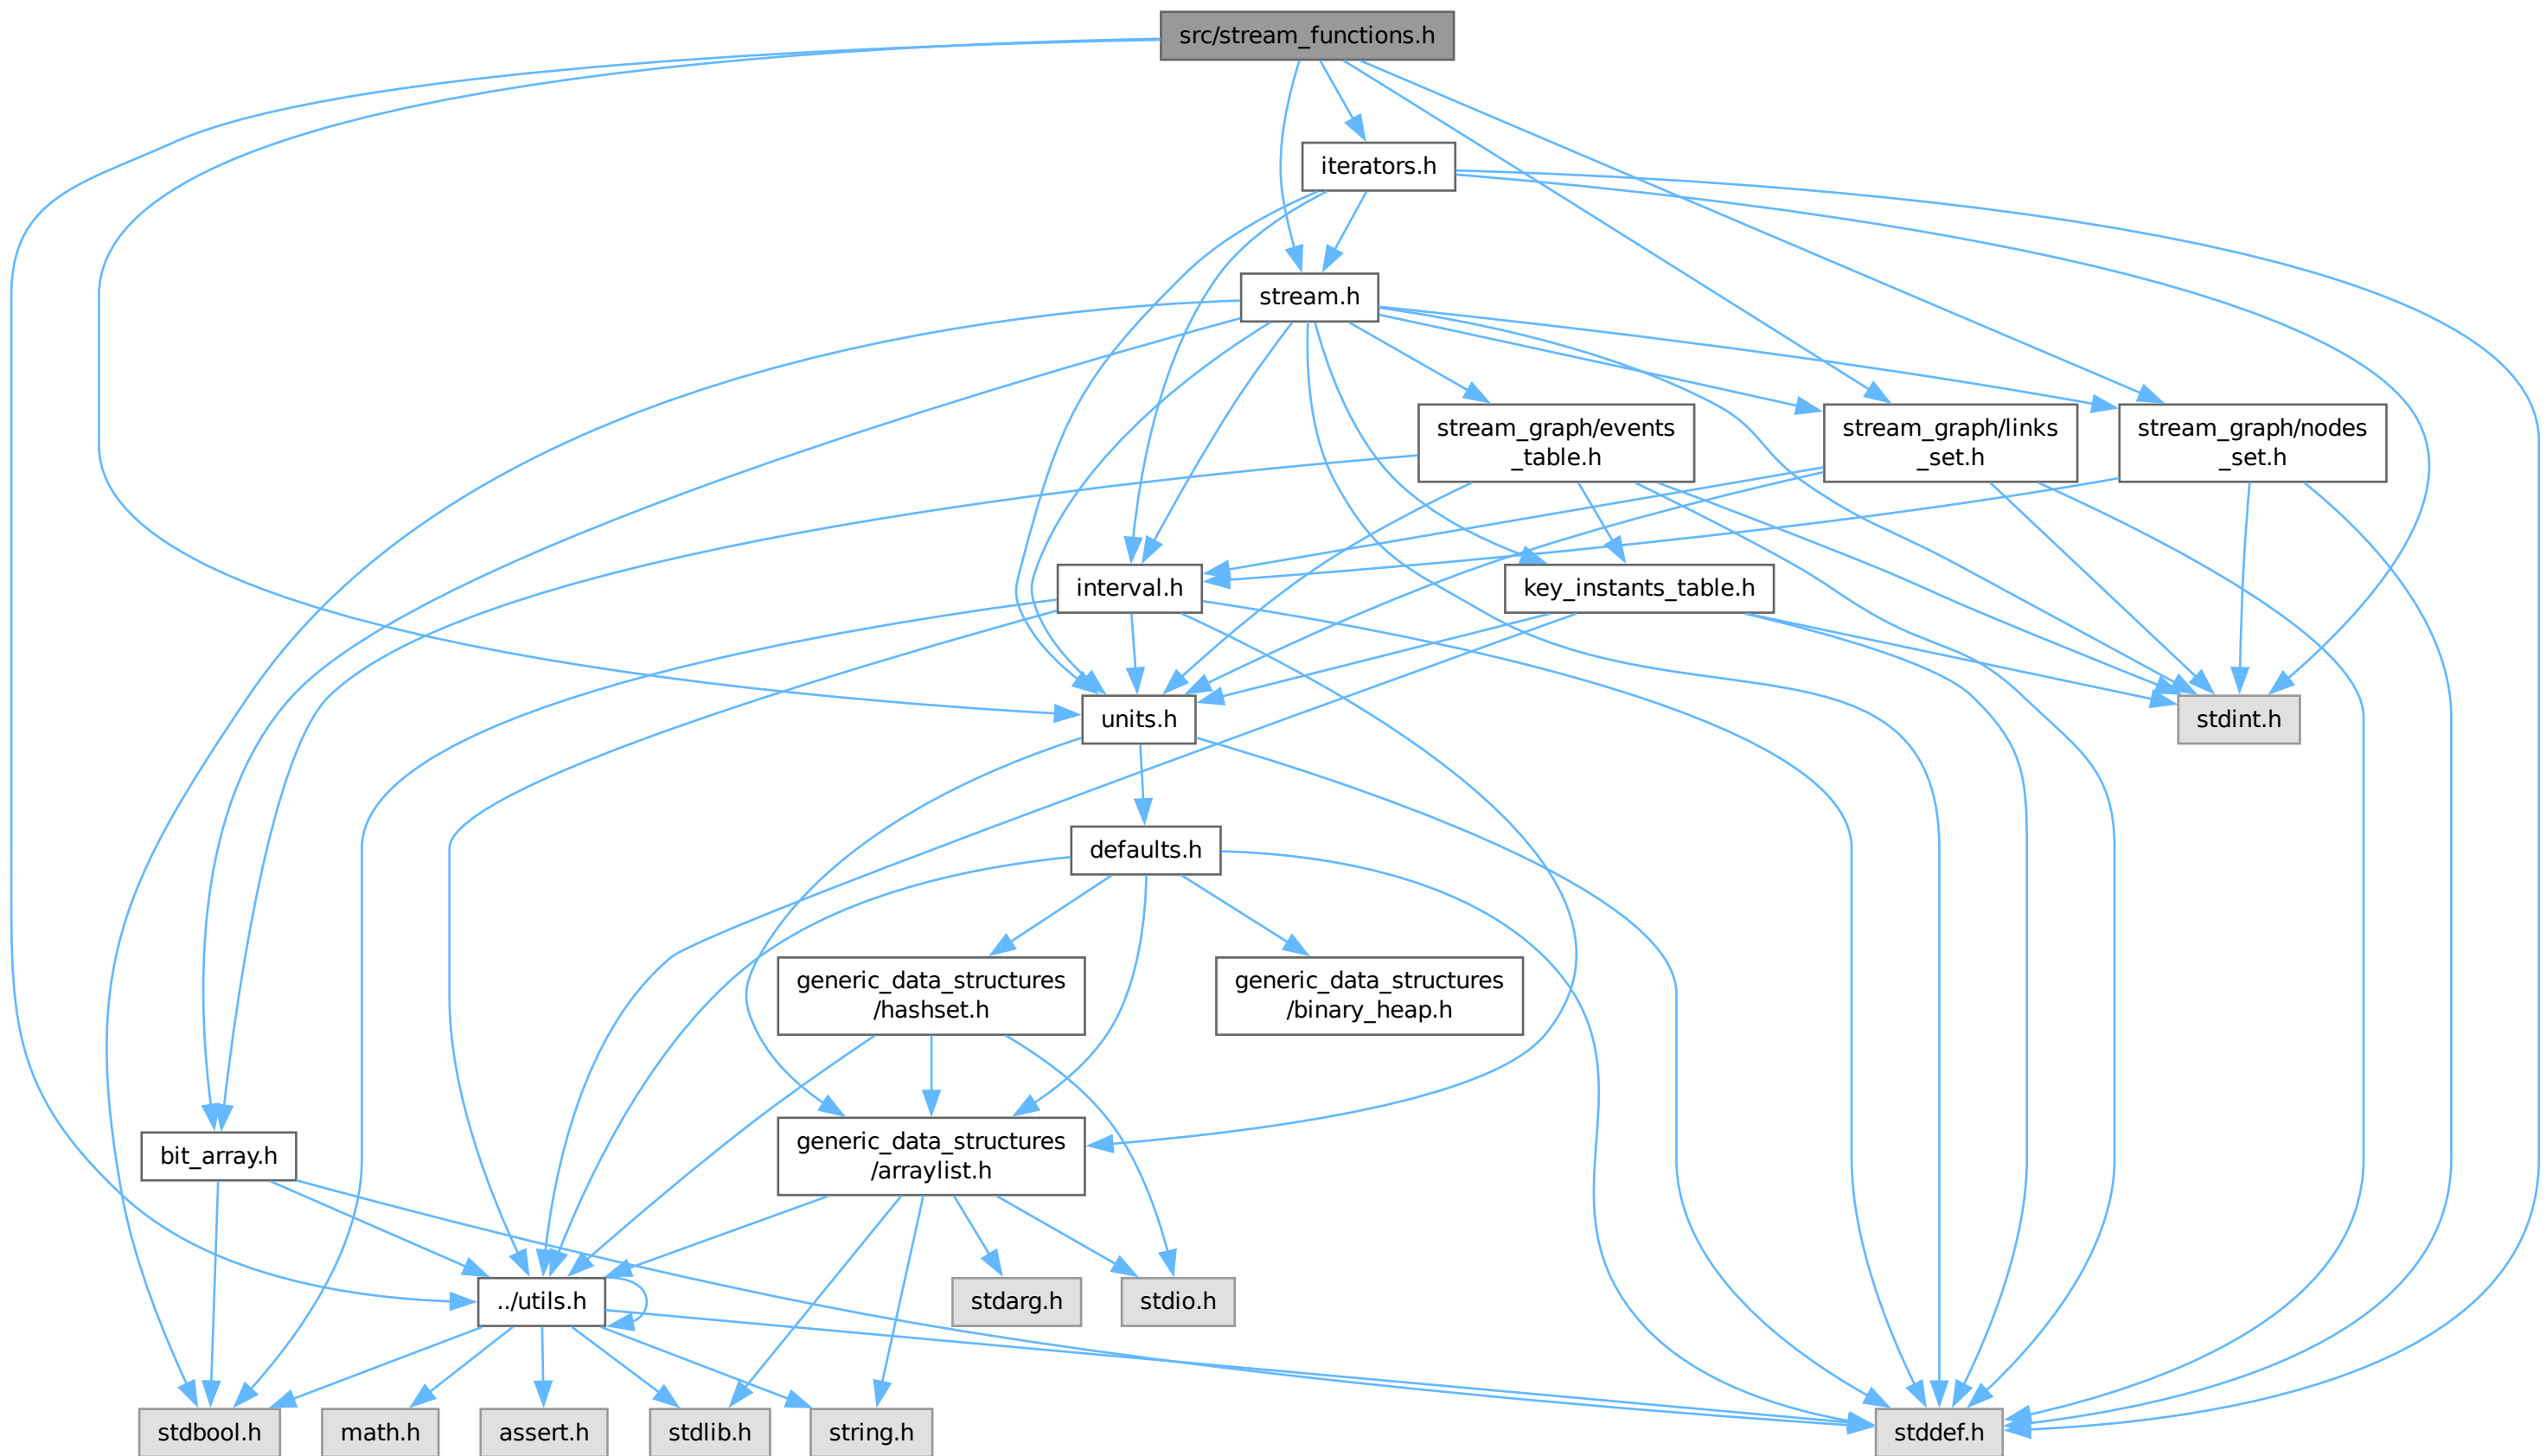 src/stream_functions.h
iterators.h
stream.h
stream_graph/events
_table.h
stream_graph/links
_set.h
stream_graph/nodes
_set.h
interval.h
key_instants_table.h
units.h
stdint.h
defaults.h
generic_data_structures
/hashset.h
generic_data_structures
/binary_heap.h
bit_array.h
generic_data_structures
/arraylist.h
../utils.h
stdarg.h
stdio.h
stdbool.h
math.h
assert.h
stdlib.h
string.h
stddef.h